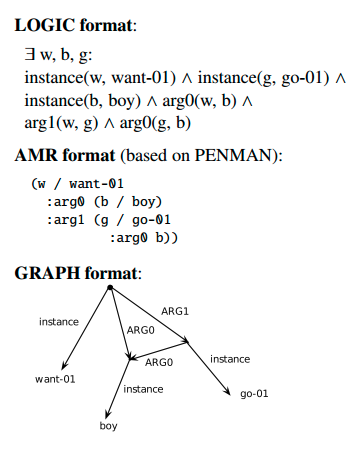 LOGIC format:
∃ w, b, g:
instance(w, want-01) ∧ instance(g, go-01) ∧
instance(b, boy) ∧ arg0(w, b) ∧
arg1(w, g) ∧ arg0(g, b)
AMR format (based on PENMAN):
(w / want-01
:arg0 (b / boy)
:arg1 (g / go-01
:arg0 b))
GRAPH format:
ARG1
instance
ARG0
ARG0
instance
want-01
instance
go-01
boy